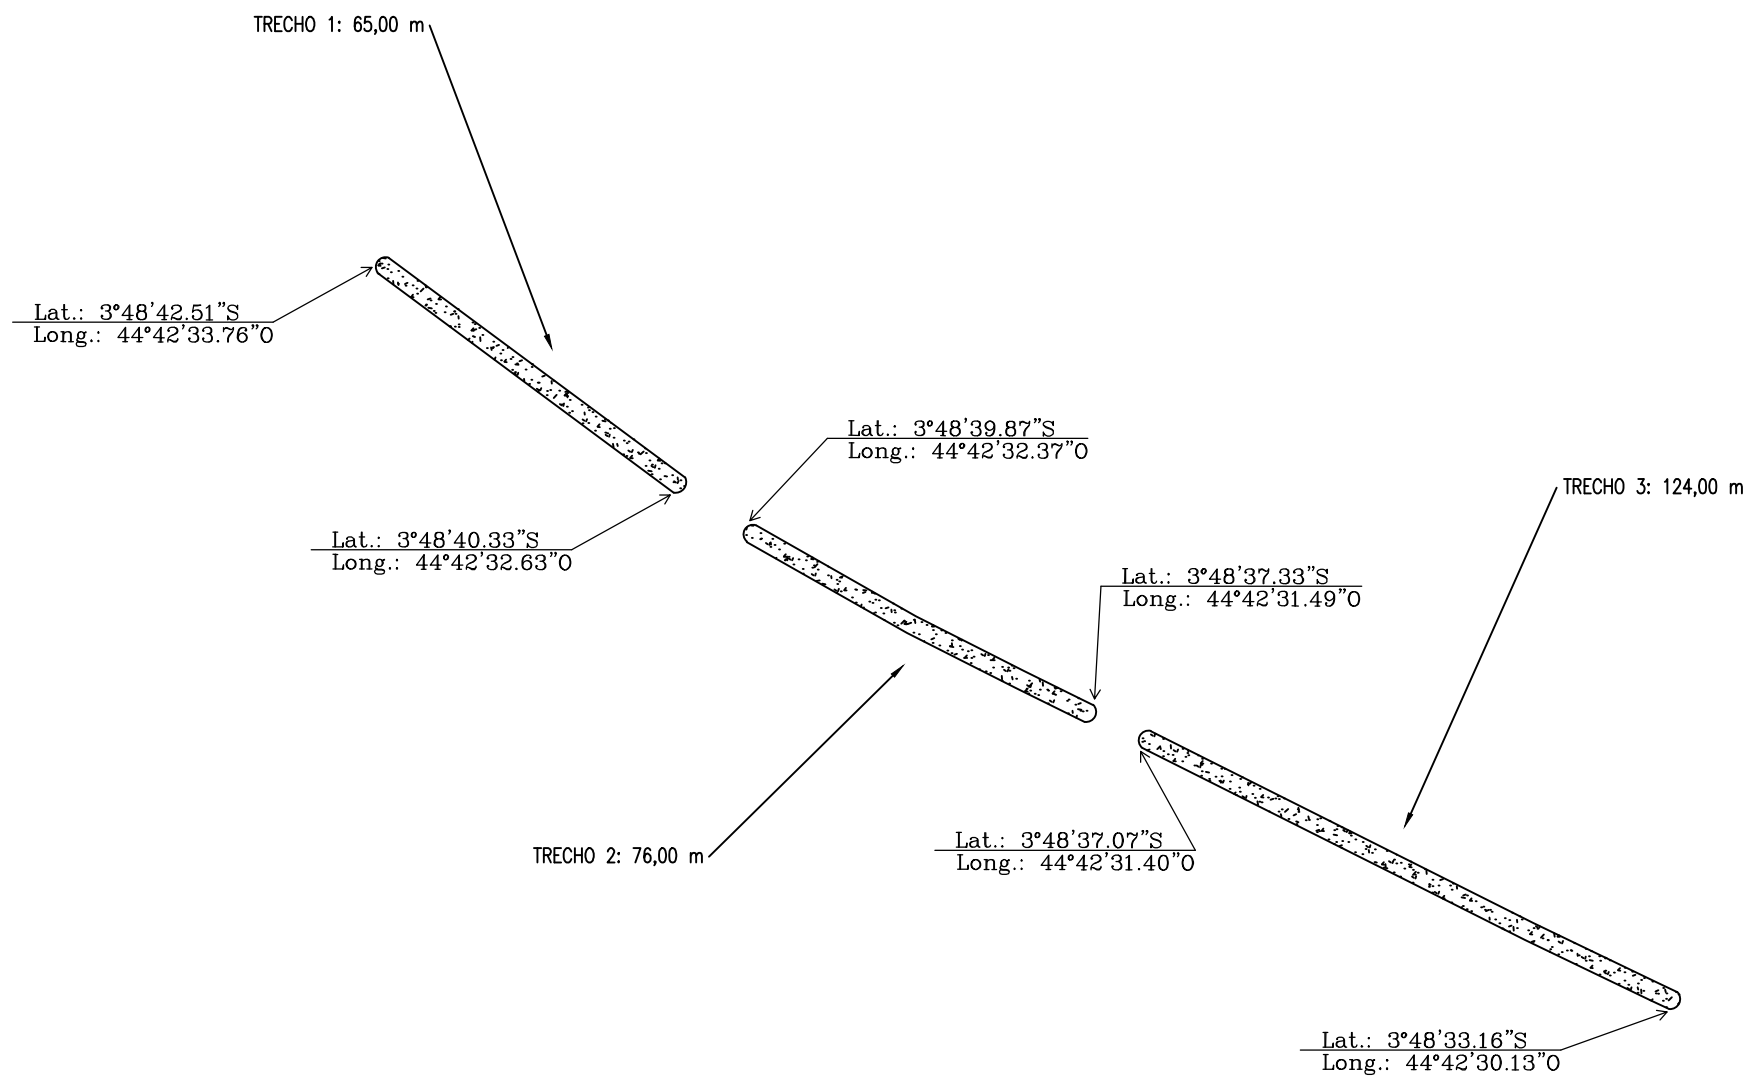 TRECHO 1: 65,00 m
Lat.: 3°48'42.51"S
Long.: 44°42'33.76"O
Lat.: 3°48'39.87"S
Long.: 44°42'32.37"O
TRECHO 3: 124,00 m
Lat.: 3°48'40.33"S
Long.: 44°42'32.63"O
Lat.: 3°48'37.33"S
Long.: 44°42'31.49"O
Lat.: 3°48'37.07"S
Long.: 44°42'31.40"O
TRECHO 2: 76,00 m
Lat.: 3°48'33.16"S
Long.: 44°42'30.13"O